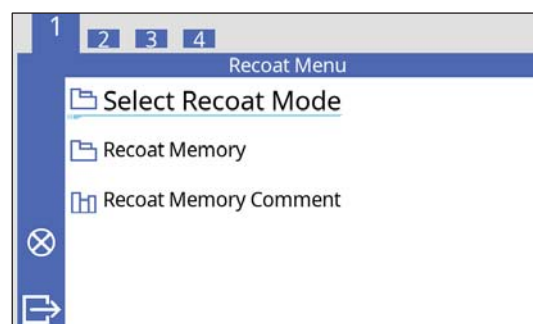 1
2 3 4
Recoat Menu
Select Recoat Mode
Recoat Memory
Recoat Memory Comment